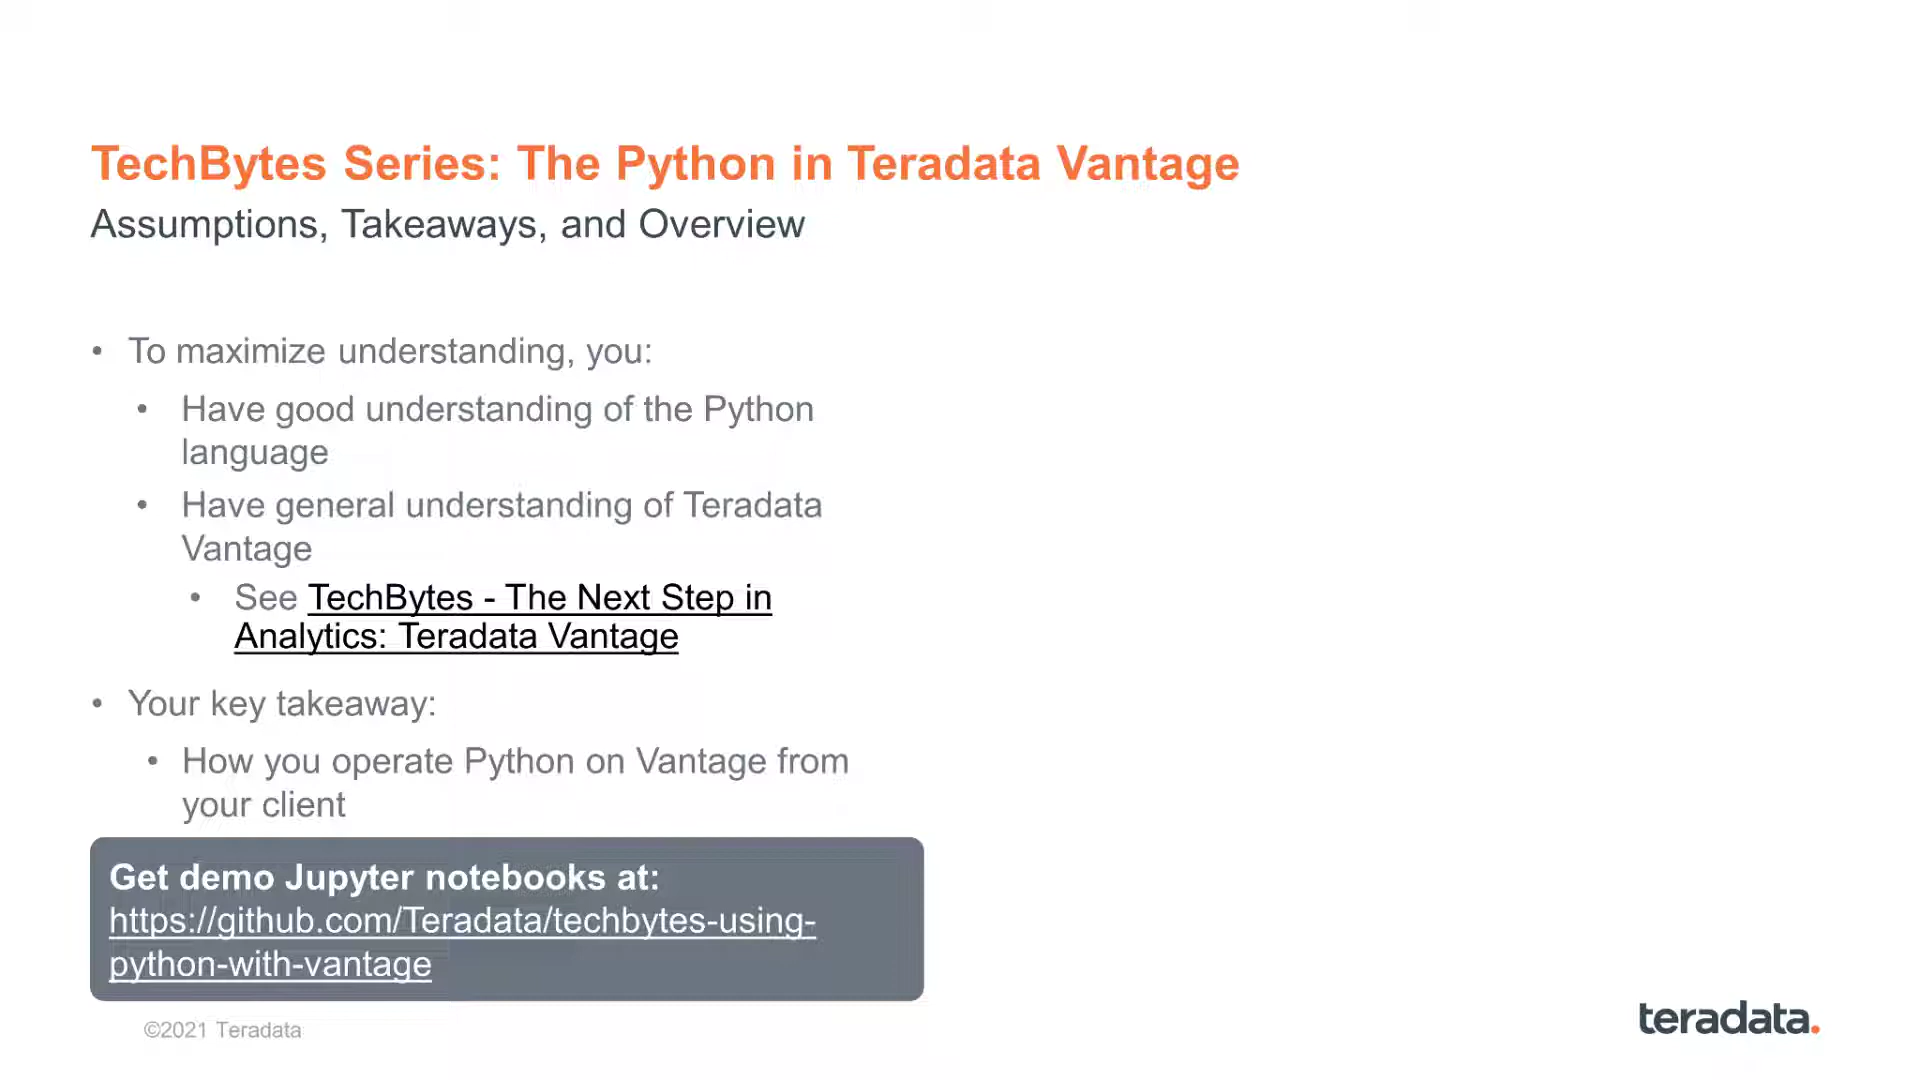 TechBytes Series: The Python in Teradata Vantage
Assumptions, Takeaways, and Overview
• To maximize understanding, you:
• Have good understanding of the Python
language
• Have general understanding of Teradata
Vantage
• See TechBytes - The Next Step in
Analytics: Teradata Vantage
• Your key takeaway:
• How you operate Python on Vantage from
your client
Get demo Jupyter notebooks at:
https://github.com/Teradata/techbytes-using-
python-with-vantage
©2021 Teradata
teradata.